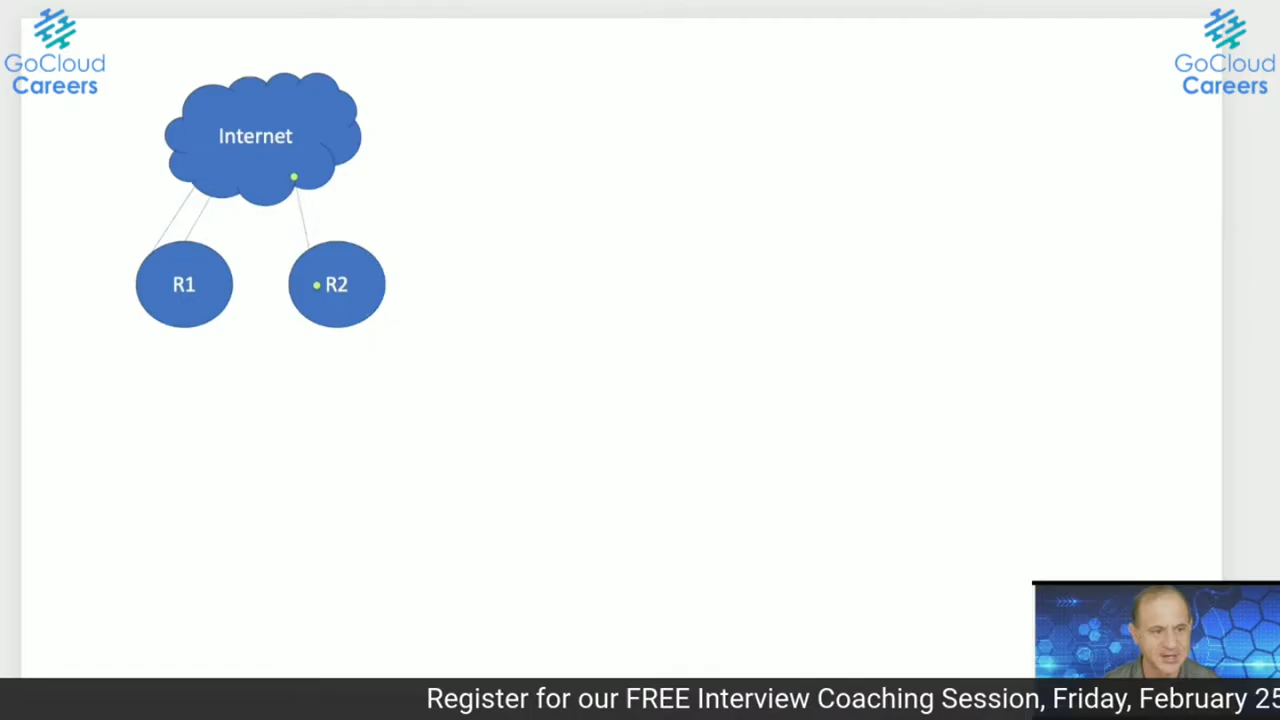 GoCloud
Careers
GoCloud
Careers
Internet
R1
R2
Register for our FREE Interview Coaching Session, Friday, February 25